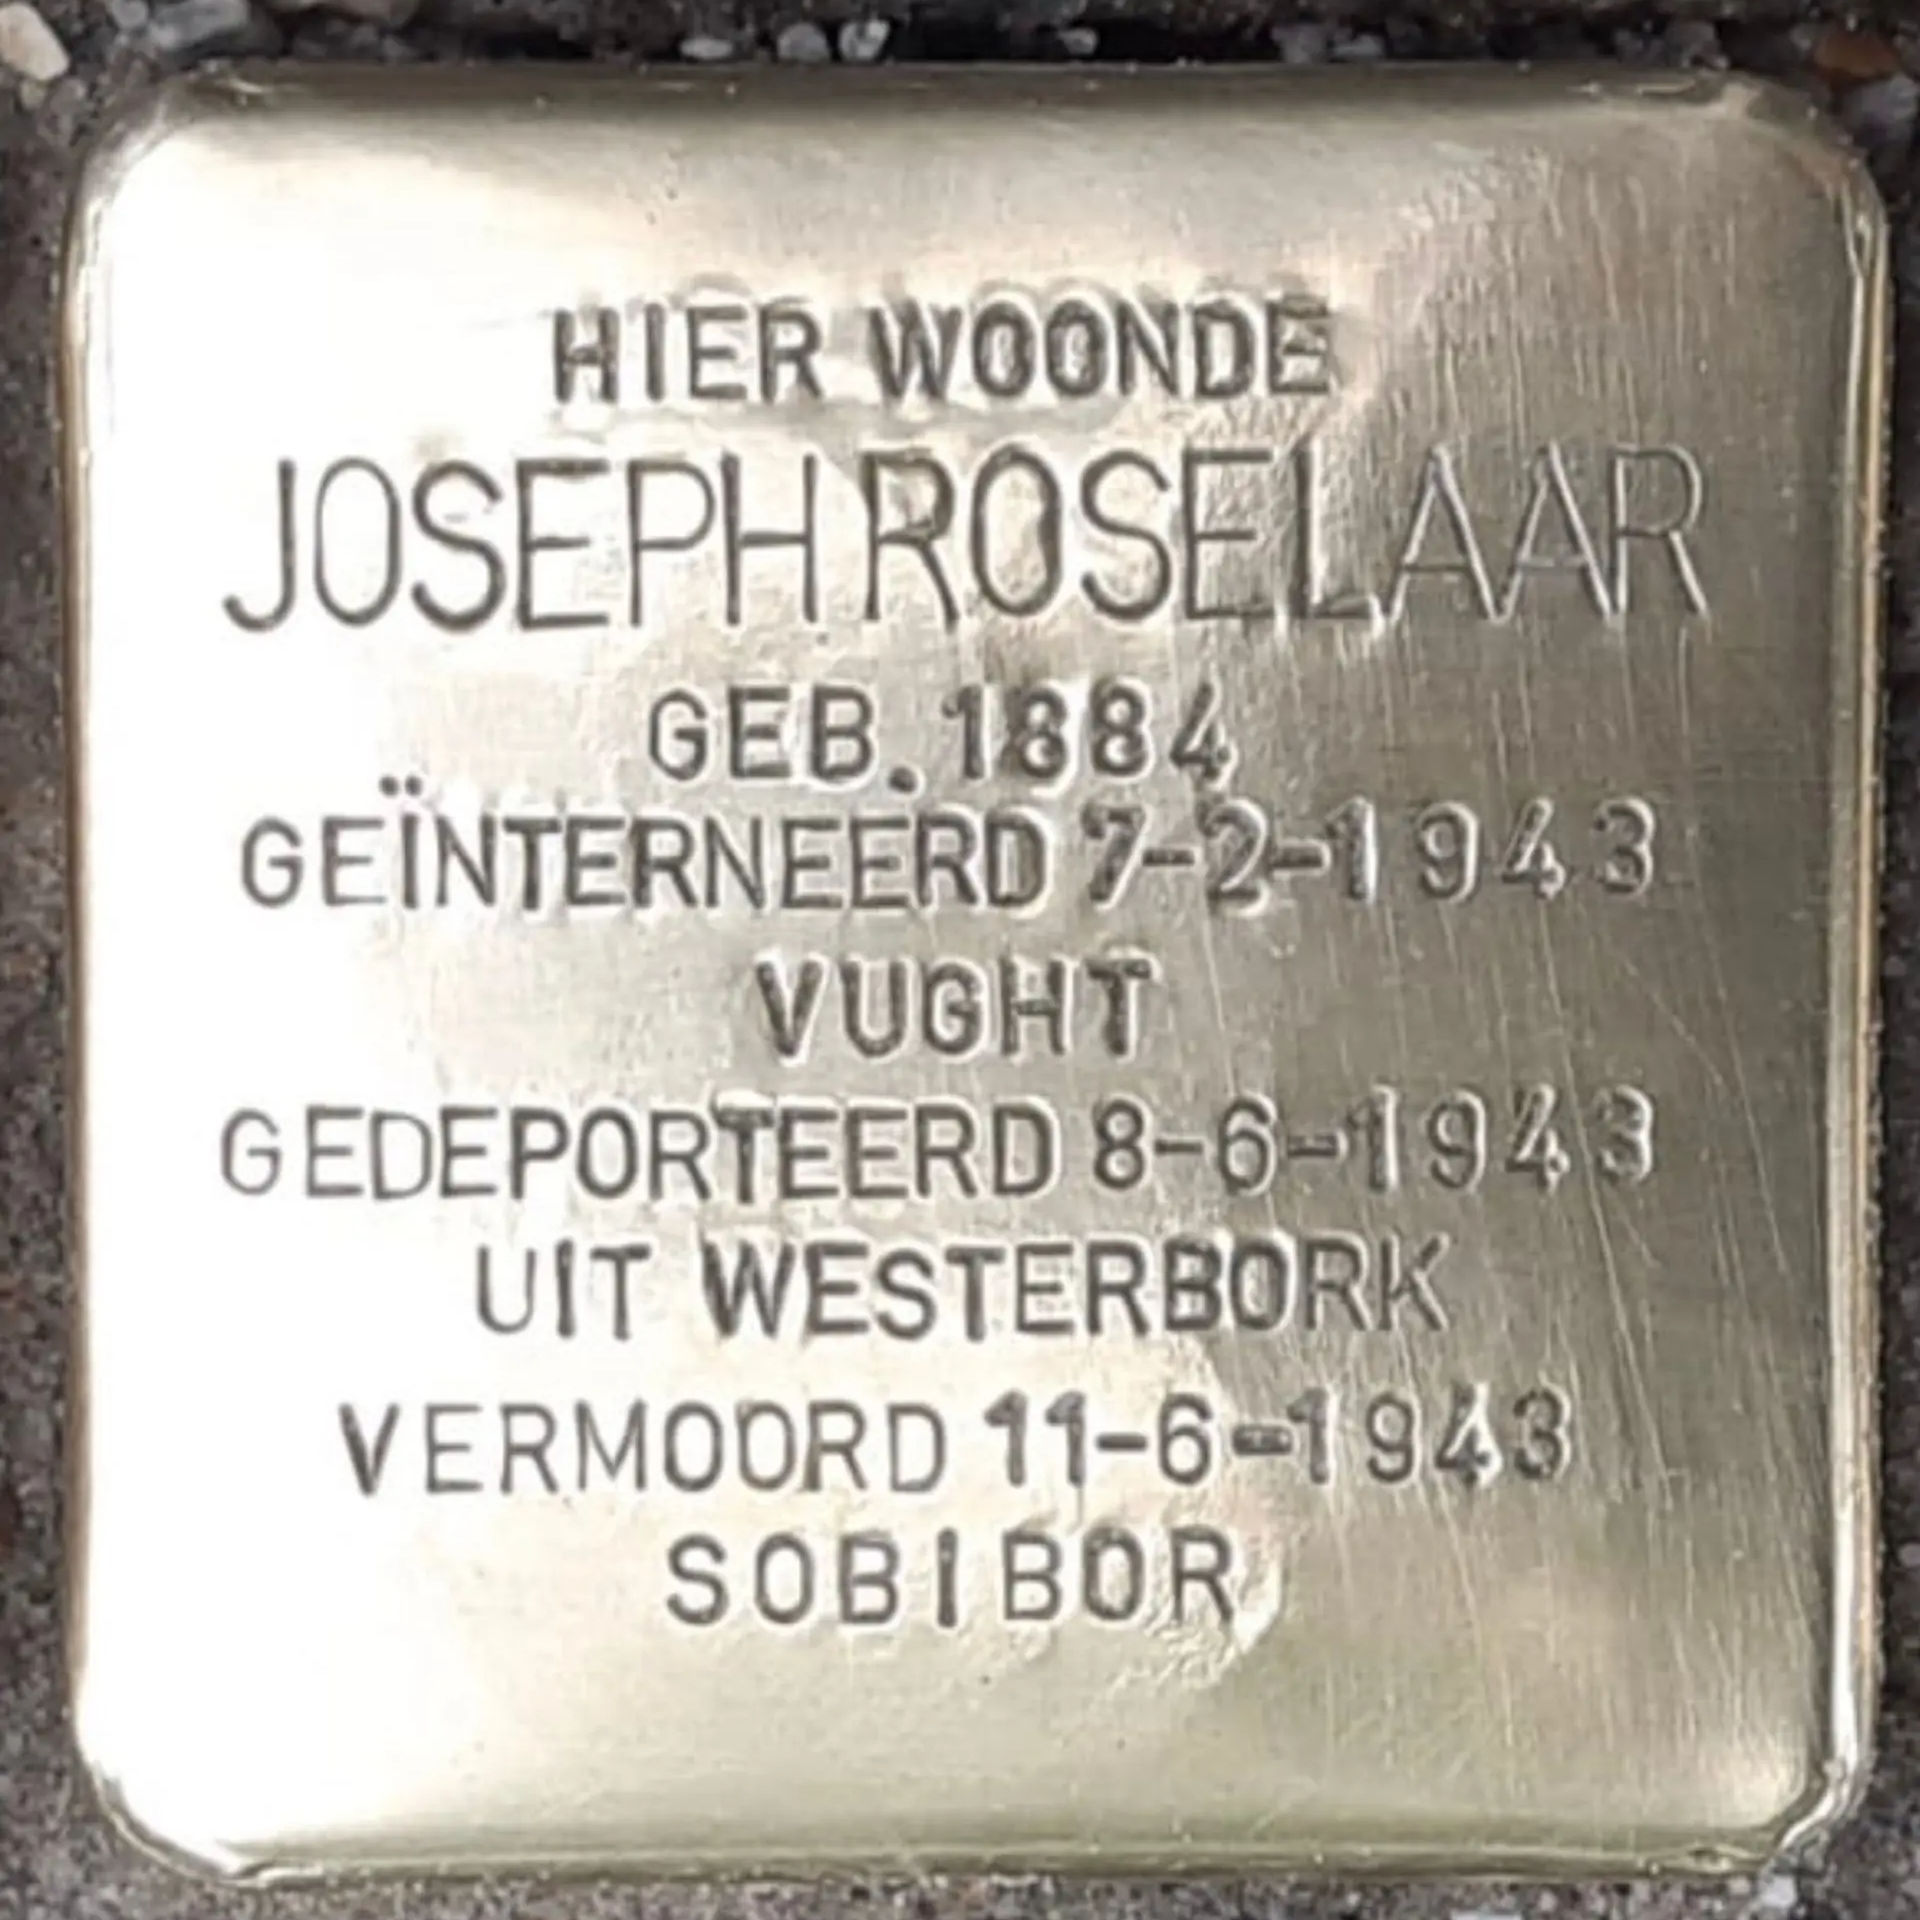 HIER WOONDE
JOSEPH ROSELAAR
GEB. 1884
GEÏNTERNEERD 7-2-1943
VUGHT
GEDEPORTEERD 8-6-1943
UIT WESTERBORK
VERMOORD 11-6-1943
SOBIBOR